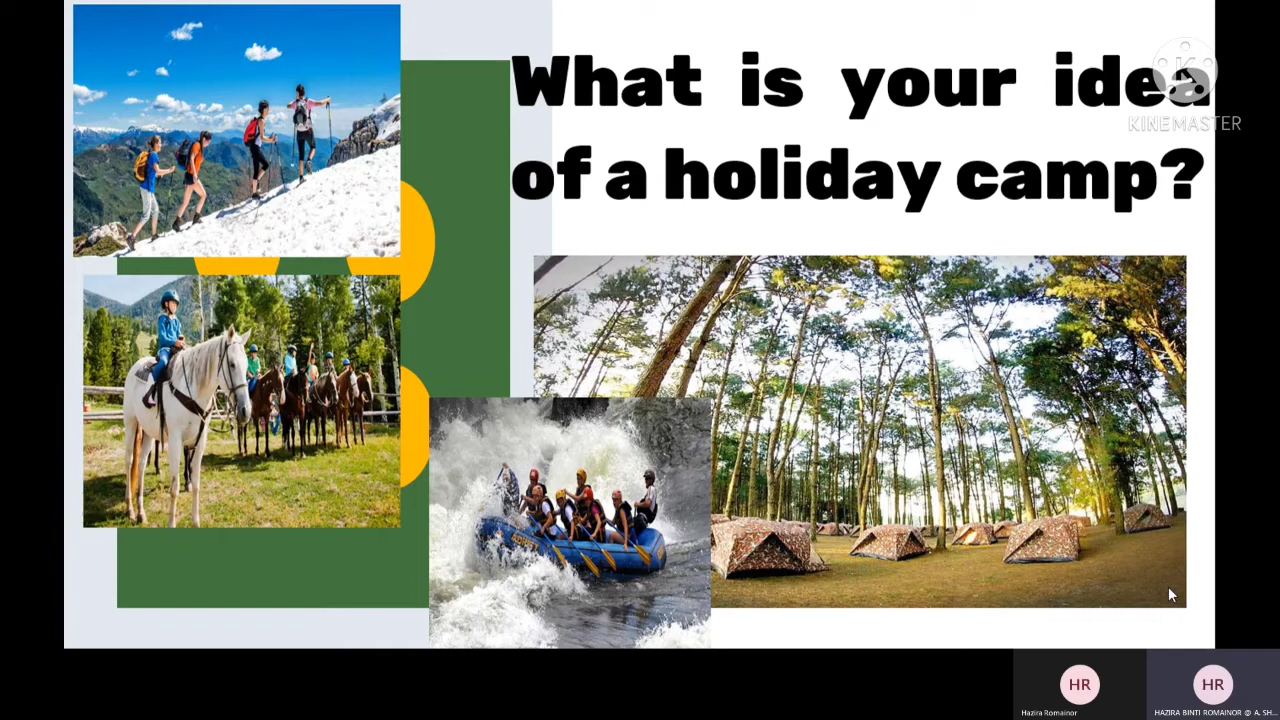 What is your idea
of a holiday camp?
KINEMASTER
HR
HR
Hazira Romainor
HAZIRA BINTI ROMAINOR @ A. SH...